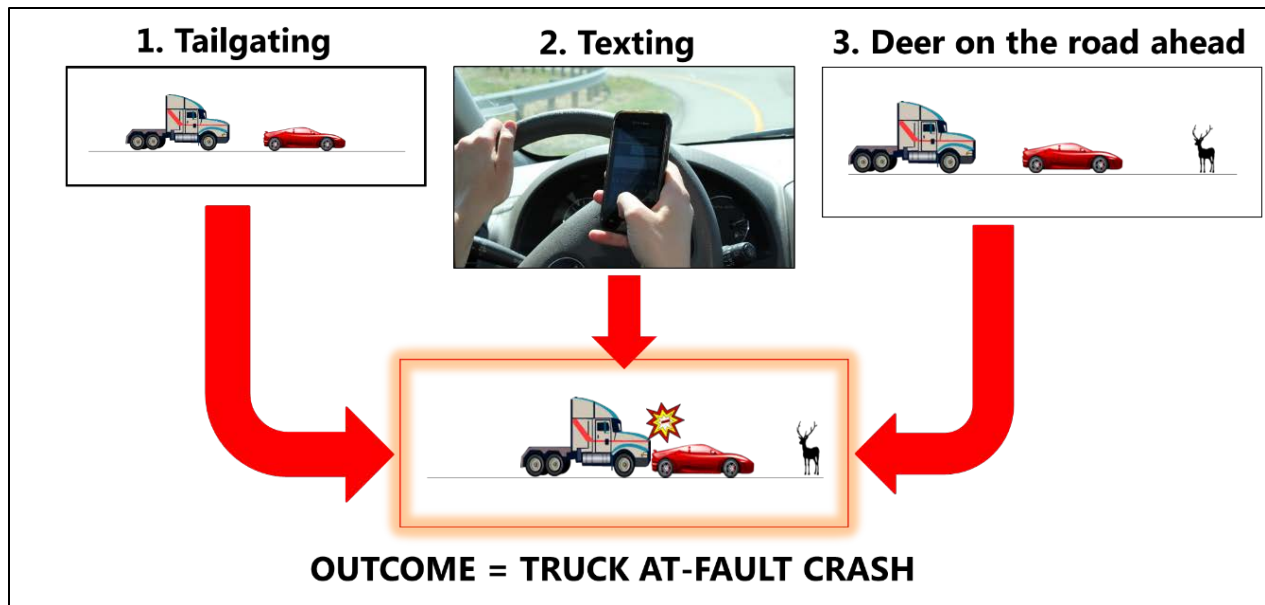 1. Tailgating
2. Texting
3. Deer on the road ahead
OUTCOME = TRUCK AT-FAULT CRASH